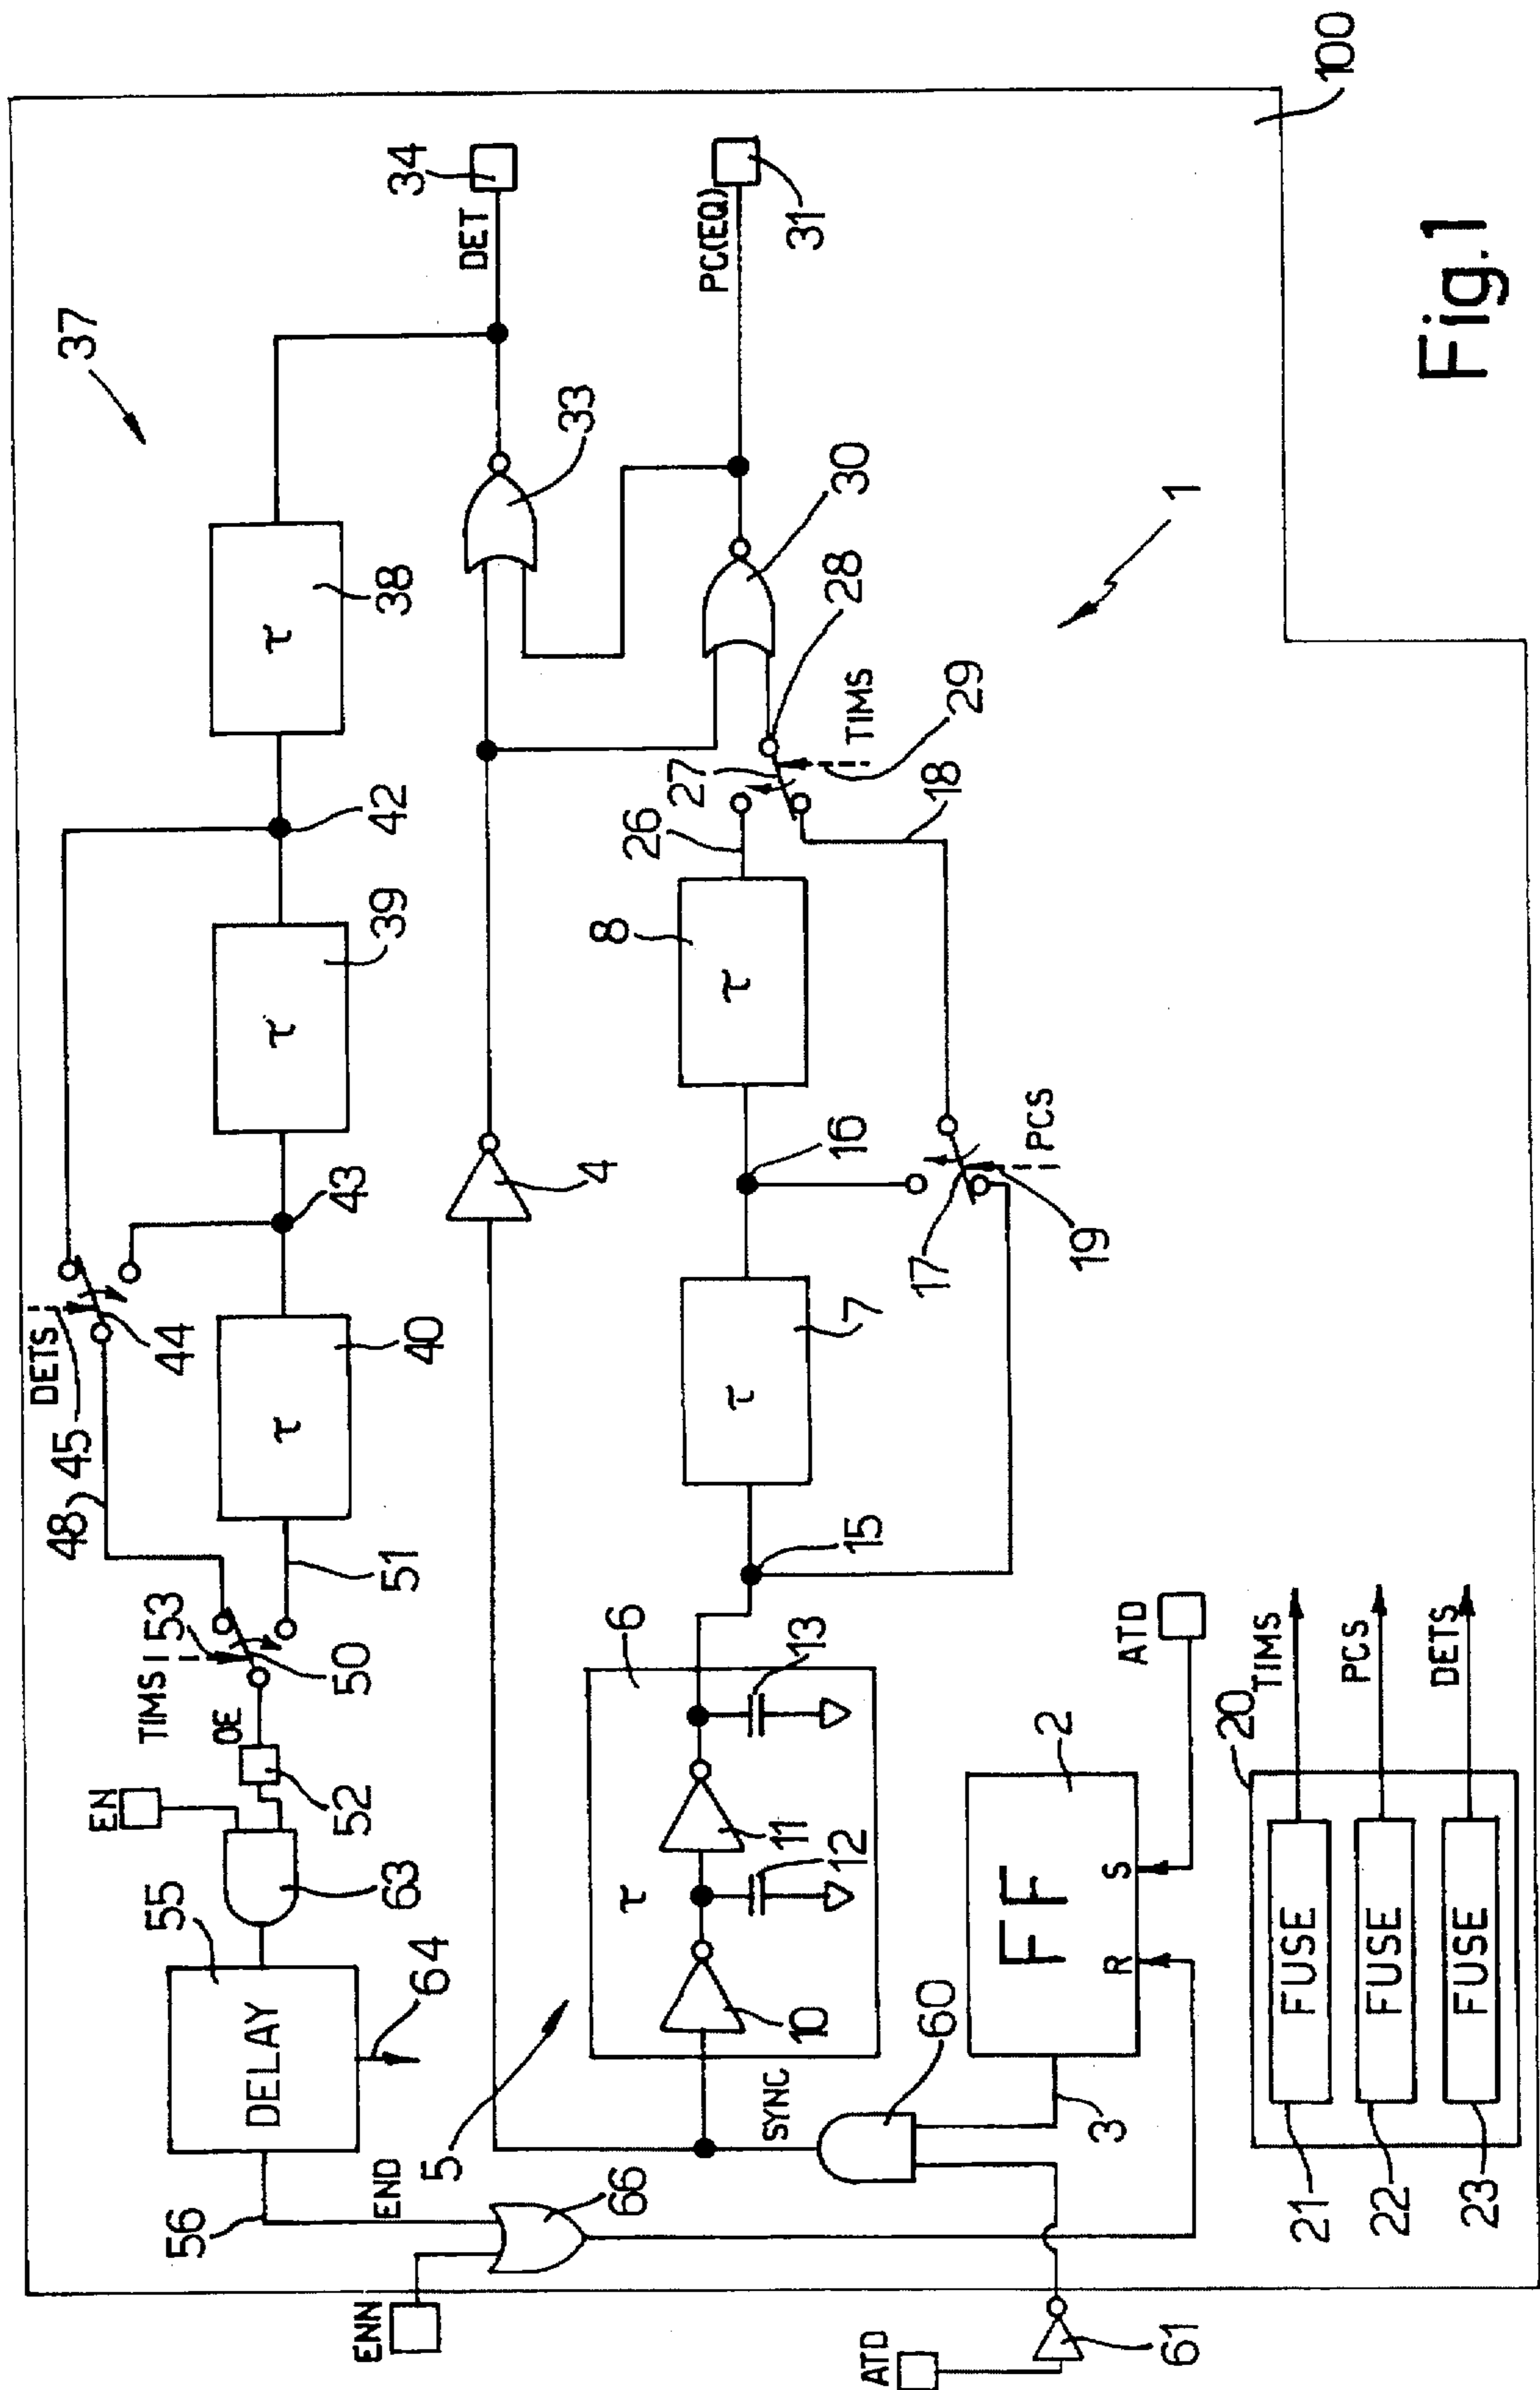 37
38
τ
39
τ
42
43
DETS
44
45
48
40
τ
51
TIMS
53
50
OE
52
EN
63
55
DELAY
64
56
END
66
ENN
34
DET
33
4
PC(EQ)
31
30
28
27
TIMS
29
26
18
8
τ
16
PCS
17
19
7
τ
15
6
13
11
12
τ
10
5
SYNC
60
3
2
FF
S
R
ATD
ATD
61
20
TIMS
PCS
DETS
FUSE
FUSE
FUSE
21
22
23
1
100
Fig.1